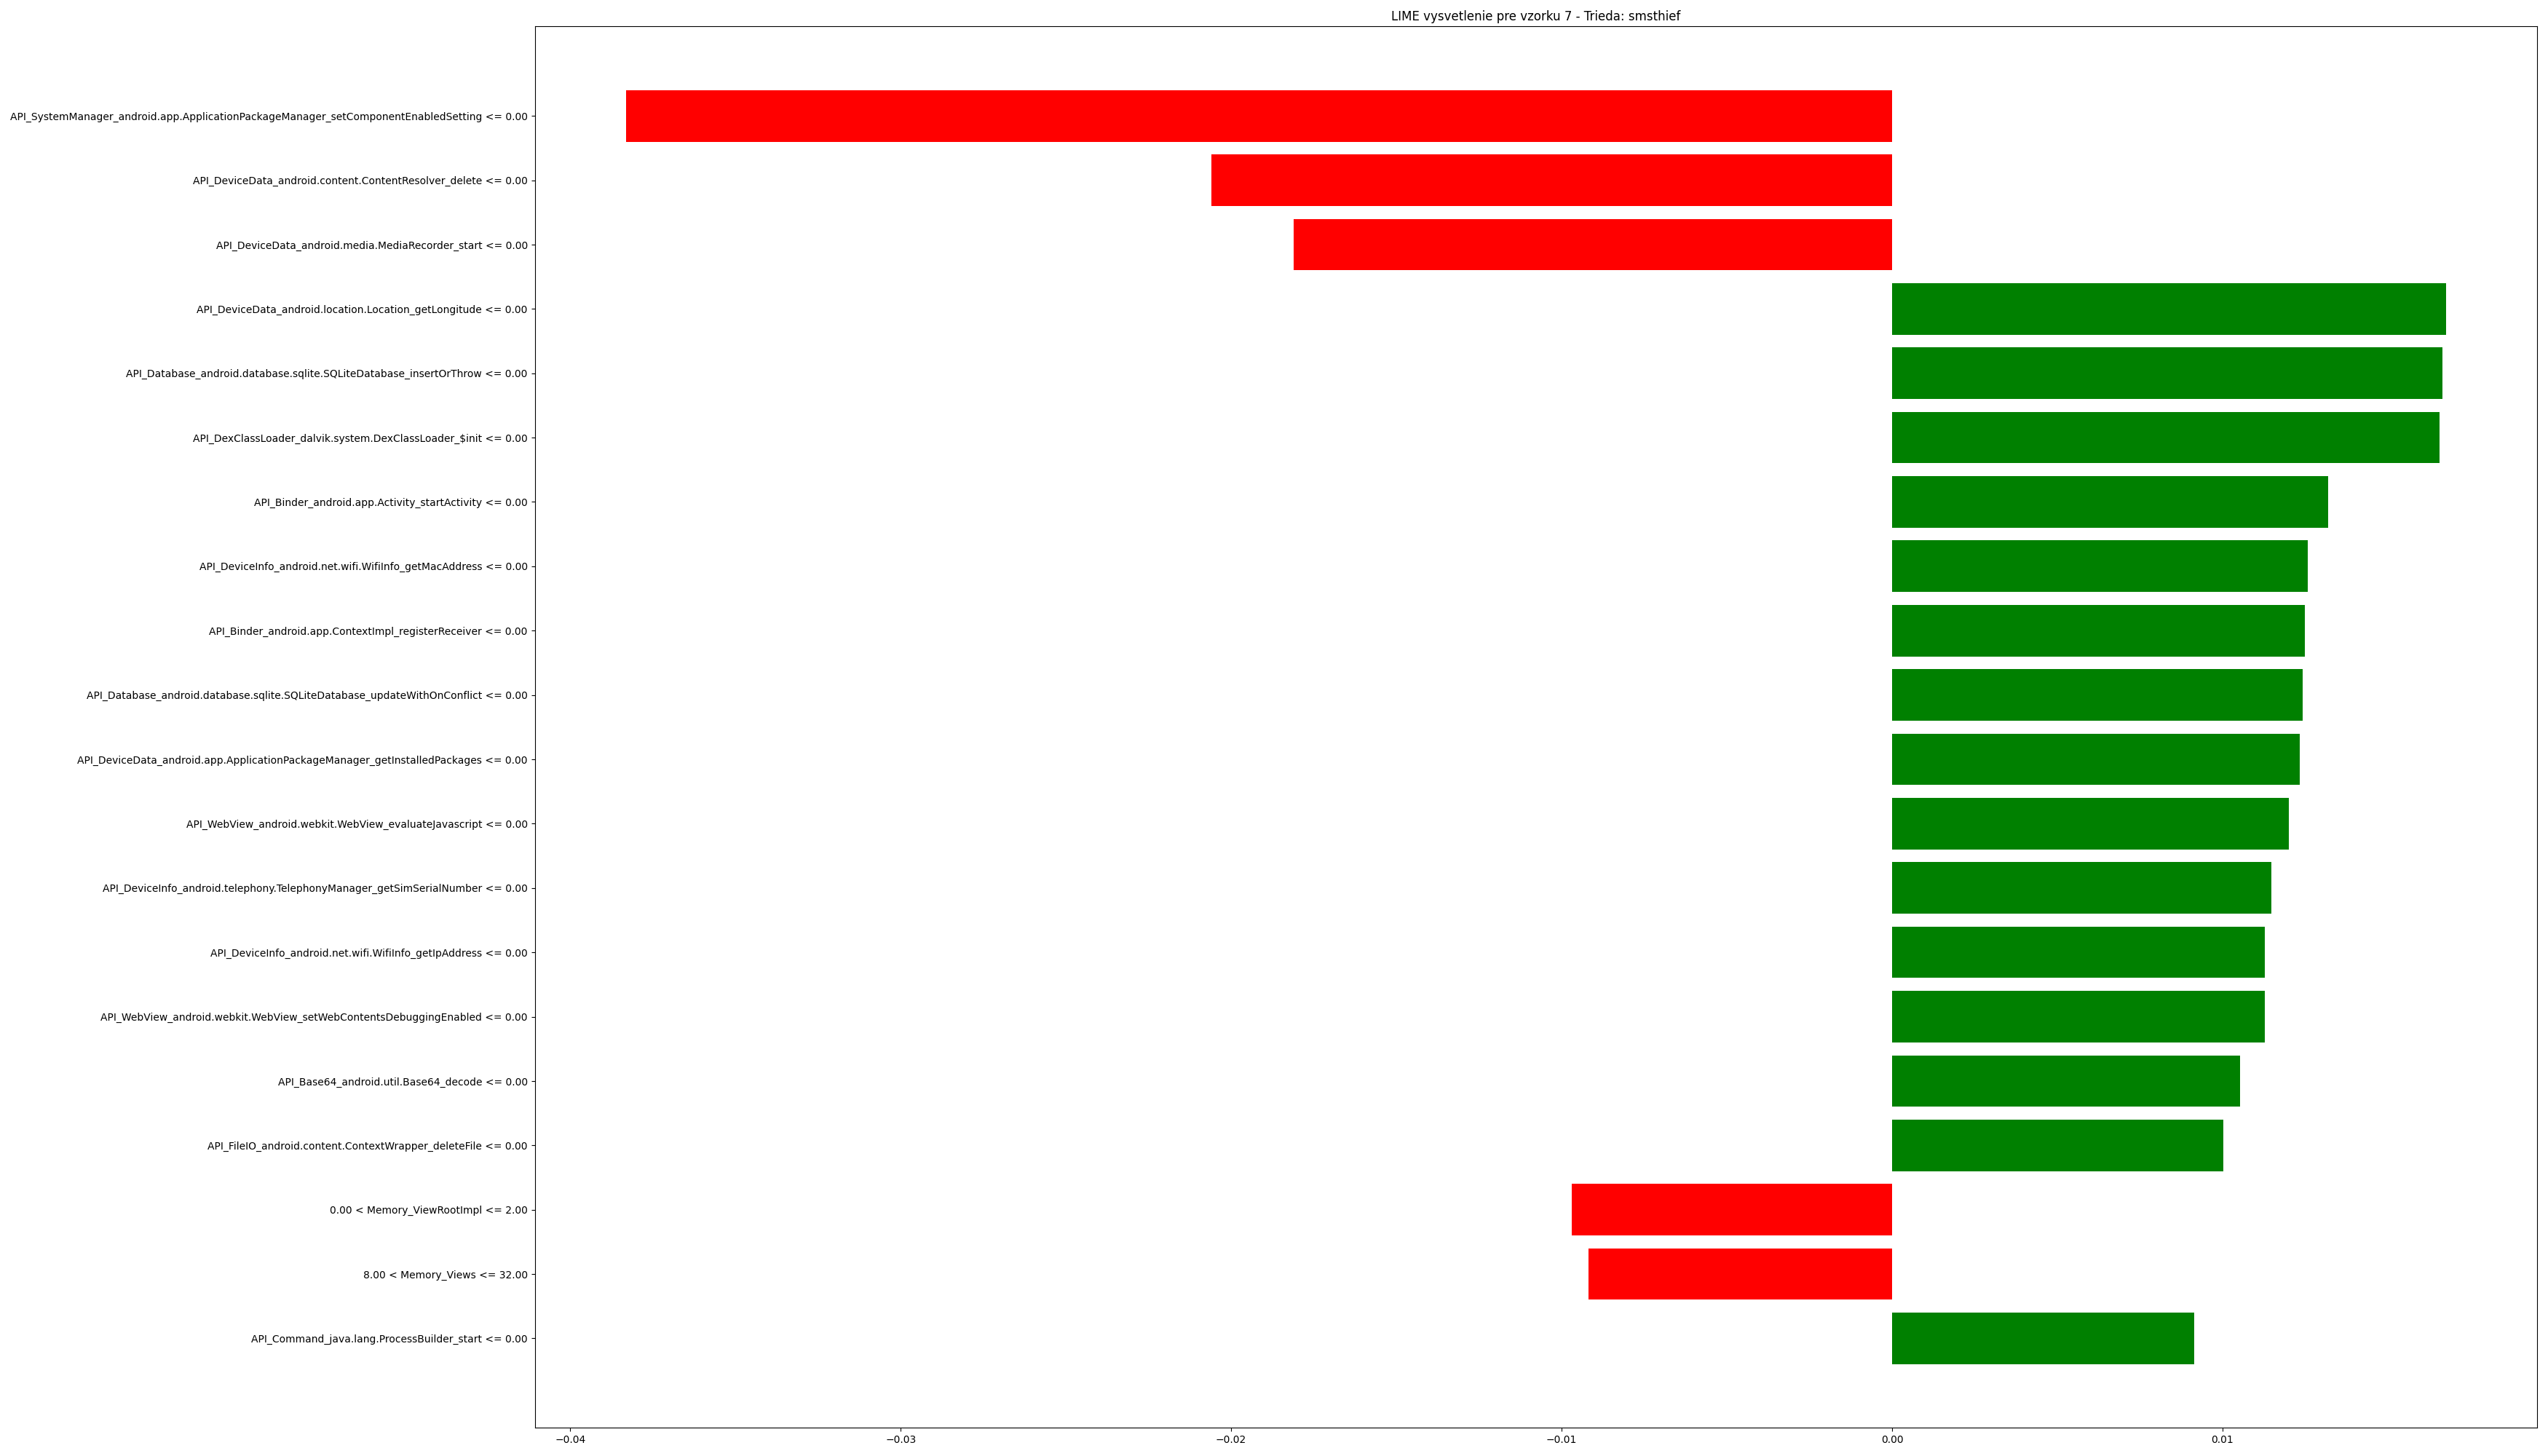 LIME vysvetlenie pre vzorku 7 - Trieda: smsthief
API_SystemManager_android.app.ApplicationPackageManager_setComponentEnabledSetting <= 0.00
API_DeviceData_android.content.ContentResolver_delete <= 0.00
API_DeviceData_android.media.MediaRecorder_start <= 0.00
API_DeviceData_android.location.Location_getLongitude <= 0.00
API_Database_android.database.sqlite.SQLiteDatabase_insertOrThrow <= 0.00
API_DexClassLoader_dalvik.system.DexClassLoader_$init <= 0.00
API_Binder_android.app.Activity_startActivity <= 0.00
API_DeviceInfo_android.net.wifi.WifiInfo_getMacAddress <= 0.00
API_Binder_android.app.ContextImpl_registerReceiver <= 0.00
API_Database_android.database.sqlite.SQLiteDatabase_updateWithOnConflict <= 0.00
API_DeviceData_android.app.ApplicationPackageManager_getInstalledPackages <= 0.00
API_WebView_android.webkit.WebView_evaluateJavascript <= 0.00
API_DeviceInfo_android.telephony.TelephonyManager_getSimSerialNumber <= 0.00
API_DeviceInfo_android.net.wifi.WifiInfo_getIpAddress <= 0.00
API_WebView_android.webkit.WebView_setWebContentsDebuggingEnabled <= 0.00
API_Base64_android.util.Base64_decode <= 0.00
API_FileIO_android.content.ContextWrapper_deleteFile <= 0.00
0.00 < Memory_ViewRootImpl <= 2.00
8.00 < Memory_Views <= 32.00
API_Command_java.lang.ProcessBuilder_start <= 0.00
−0.04 −0.03 −0.02 −0.01 0.00 0.01